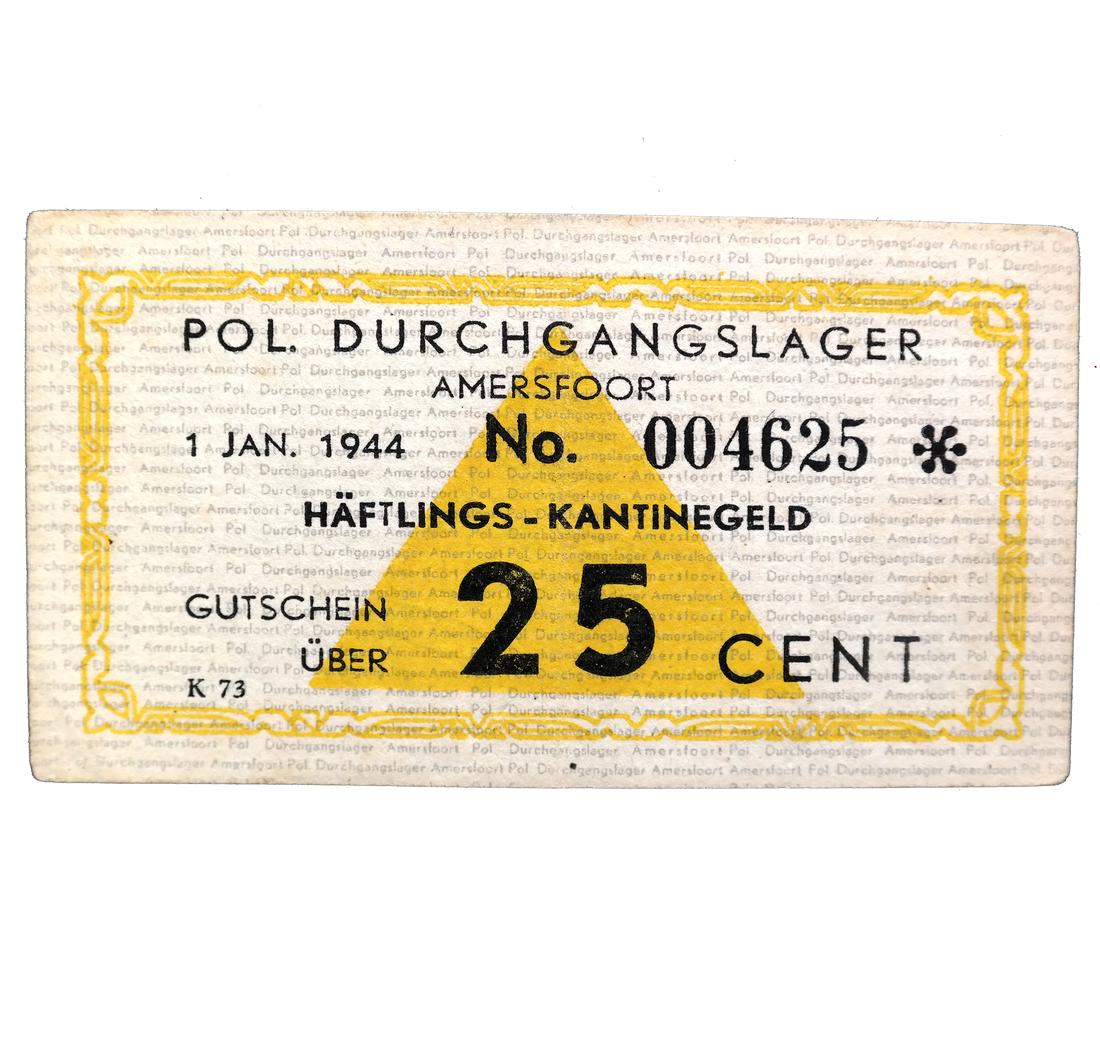 POL. DURCHGANGSLAGER
AMERSFOORT
1 JAN. 1944 No. 004625 *
HÄFTLINGS - KANTINEGELD
GUTSCHEIN
ÜBER 25 CENT
K 73